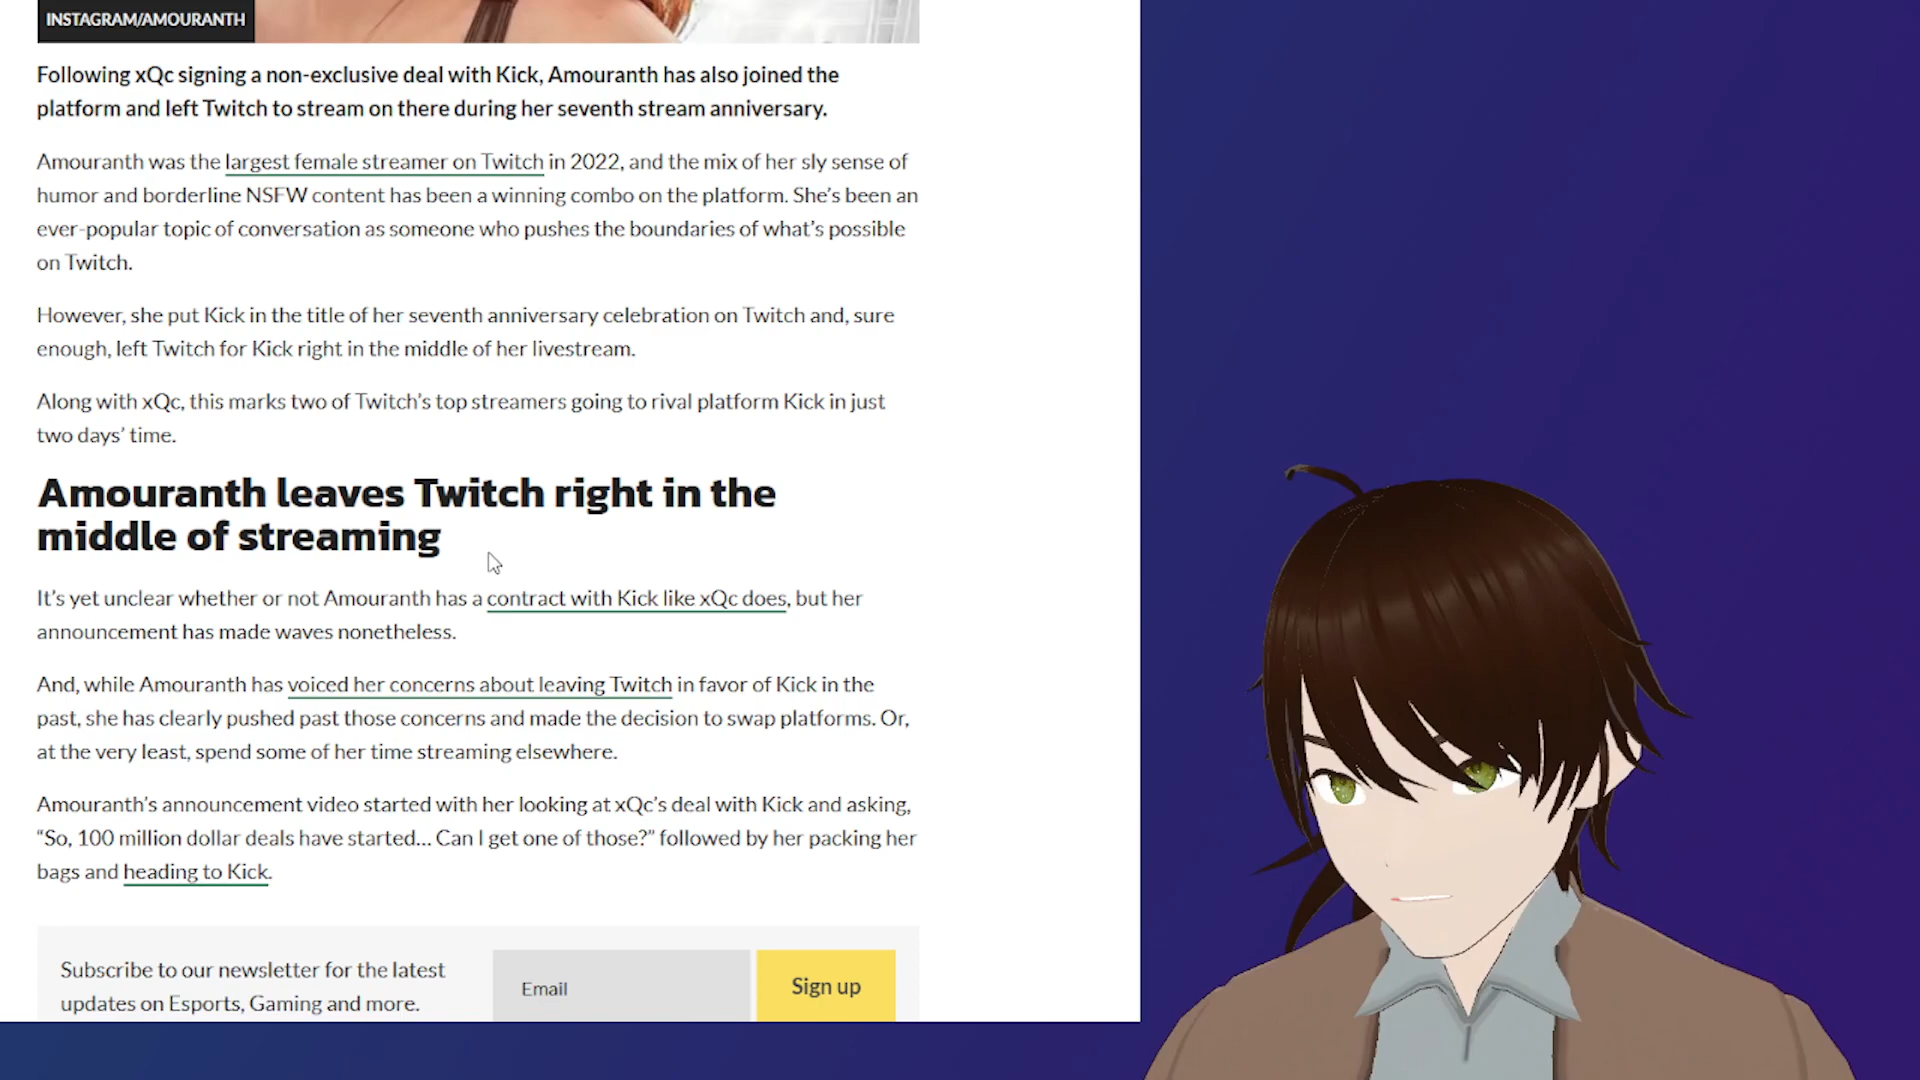 INSTAGRAM/AMOURANTH
Following xQc signing a non-exclusive deal with Kick, Amouranth has also joined the
platform and left Twitch to stream on there during her seventh stream anniversary.
Amouranth was the largest female streamer on Twitch in 2022, and the mix of her sly sense of
humor and borderline NSFW content has been a winning combo on the platform. She’s been an
ever-popular topic of conversation as someone who pushes the boundaries of what’s possible
on Twitch.
However, she put Kick in the title of her seventh anniversary celebration on Twitch and, sure
enough, left Twitch for Kick right in the middle of her livestream.
Along with xQc, this marks two of Twitch’s top streamers going to rival platform Kick in just
two days’ time.
Amouranth leaves Twitch right in the
middle of streaming
It’s yet unclear whether or not Amouranth has a contract with Kick like xQc does, but her
announcement has made waves nonetheless.
And, while Amouranth has voiced her concerns about leaving Twitch in favor of Kick in the
past, she has clearly pushed past those concerns and made the decision to swap platforms. Or,
at the very least, spend some of her time streaming elsewhere.
Amouranth’s announcement video started with her looking at xQc’s deal with Kick and asking,
“So, 100 million dollar deals have started… Can I get one of those?” followed by her packing her
bags and heading to Kick.
Subscribe to our newsletter for the latest
updates on Esports, Gaming and more.
Email
Sign up